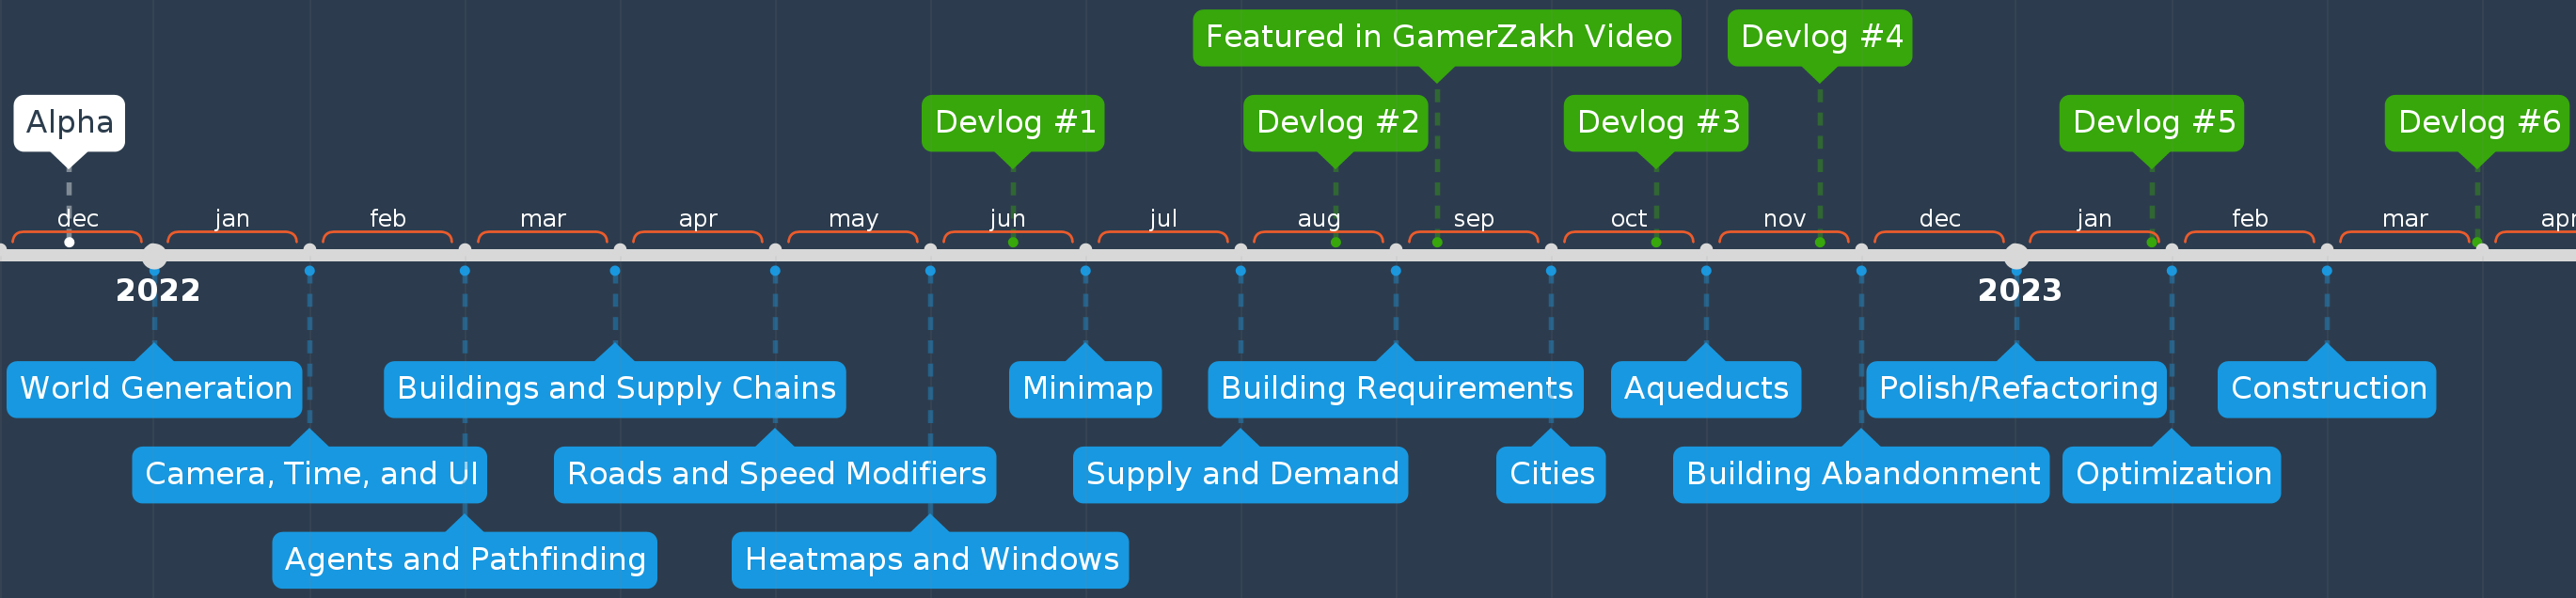 Featured in GamerZakh Video
Devlog #4
Alpha
Devlog #1
Devlog #2
Devlog #3
Devlog #5
Devlog #6
dec
jan
feb
mar
apr
may
jun
jul
aug
sep
oct
nov
dec
jan
feb
mar
apr
2022
2023
World Generation
Buildings and Supply Chains
Minimap
Building Requirements
Aqueducts
Polish/Refactoring
Construction
Camera, Time, and UI
Roads and Speed Modifiers
Supply and Demand
Cities
Building Abandonment
Optimization
Agents and Pathfinding
Heatmaps and Windows